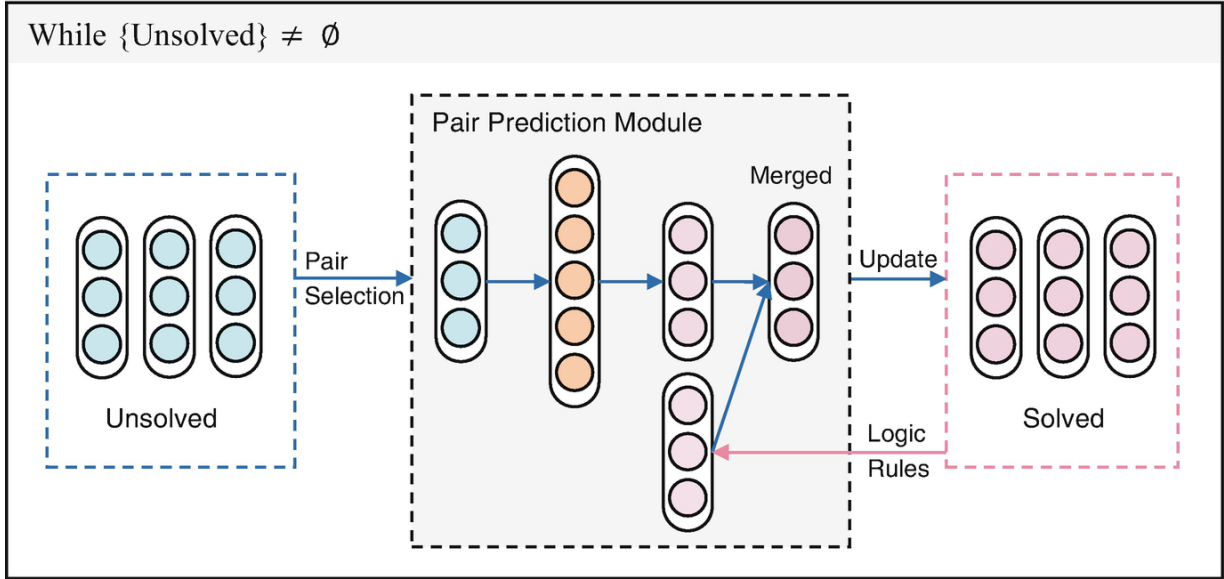 While {Unsolved} ≠ ∅
Pair Prediction Module
Merged
Pair
Selection
Update
Unsolved
Logic
Rules
Solved